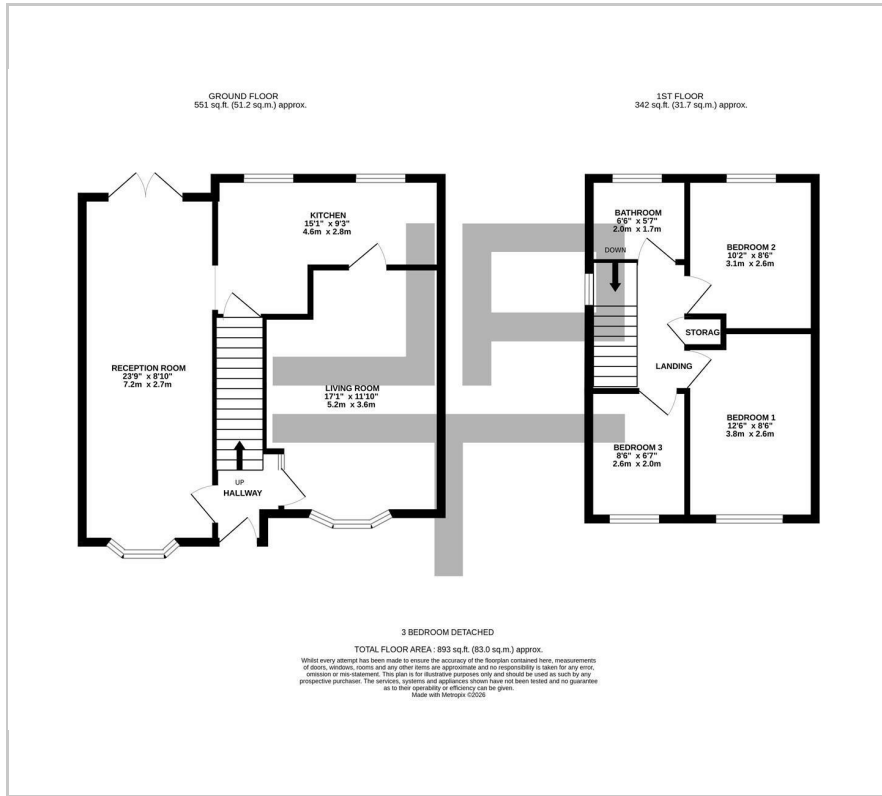 GROUND FLOOR
551 sq.ft. (51.2 sq.m.) approx.
1ST FLOOR
342 sq.ft. (31.7 sq.m.) approx.
KITCHEN
15'1" x 9'3"
4.6m x 2.8m
RECEPTION ROOM
23'9" x 8'10"
7.2m x 2.7m
LIVING ROOM
17'1" x 11'10"
5.2m x 3.6m
UP
HALLWAY
BATHROOM
6'6" x 5'7"
2.0m x 1.7m
DOWN
BEDROOM 2
10'2" x 8'6"
3.1m x 2.6m
STORAG
LANDING
BEDROOM 1
12'6" x 8'6"
3.8m x 2.6m
BEDROOM 3
8'6" x 6'7"
2.6m x 2.0m
3 BEDROOM DETACHED
TOTAL FLOOR AREA : 893 sq.ft. (83.0 sq.m.) approx.
Whilst every attempt has been made to ensure the accuracy of the floorplan contained here, measurements
of doors, windows, rooms and any other items are approximate and no responsibility is taken for any error,
omission or mis-statement. This plan is for illustrative purposes only and should be used as such by any
prospective purchaser. The services, systems and appliances shown have not been tested and no guarantee
as to their operability or efficiency can be given.
Made with Metropix ©2026